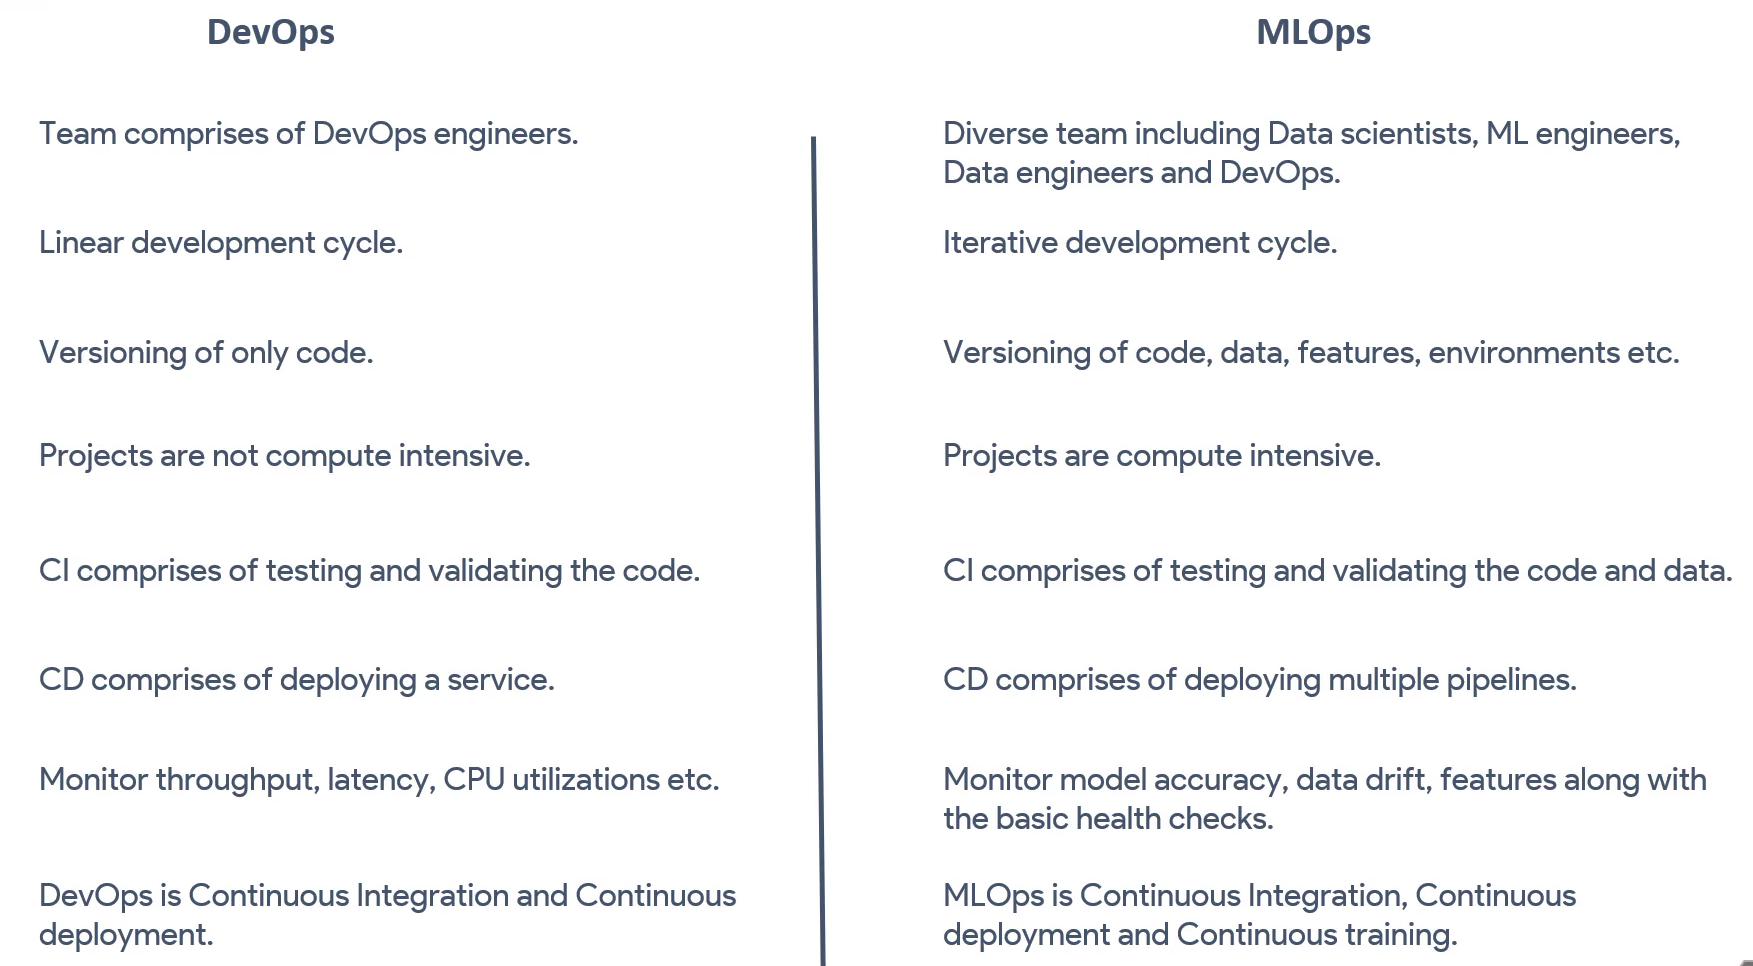 DevOps
MLOps
Team comprises of DevOps engineers.
Diverse team including Data scientists, ML engineers,
Data engineers and DevOps.
Linear development cycle.
Iterative development cycle.
Versioning of only code.
Versioning of code, data, features, environments etc.
Projects are not compute intensive.
Projects are compute intensive.
CI comprises of testing and validating the code.
CI comprises of testing and validating the code and data.
CD comprises of deploying a service.
CD comprises of deploying multiple pipelines.
Monitor throughput, latency, CPU utilizations etc.
Monitor model accuracy, data drift, features along with
the basic health checks.
DevOps is Continuous Integration and Continuous
deployment.
MLOps is Continuous Integration, Continuous
deployment and Continuous training.